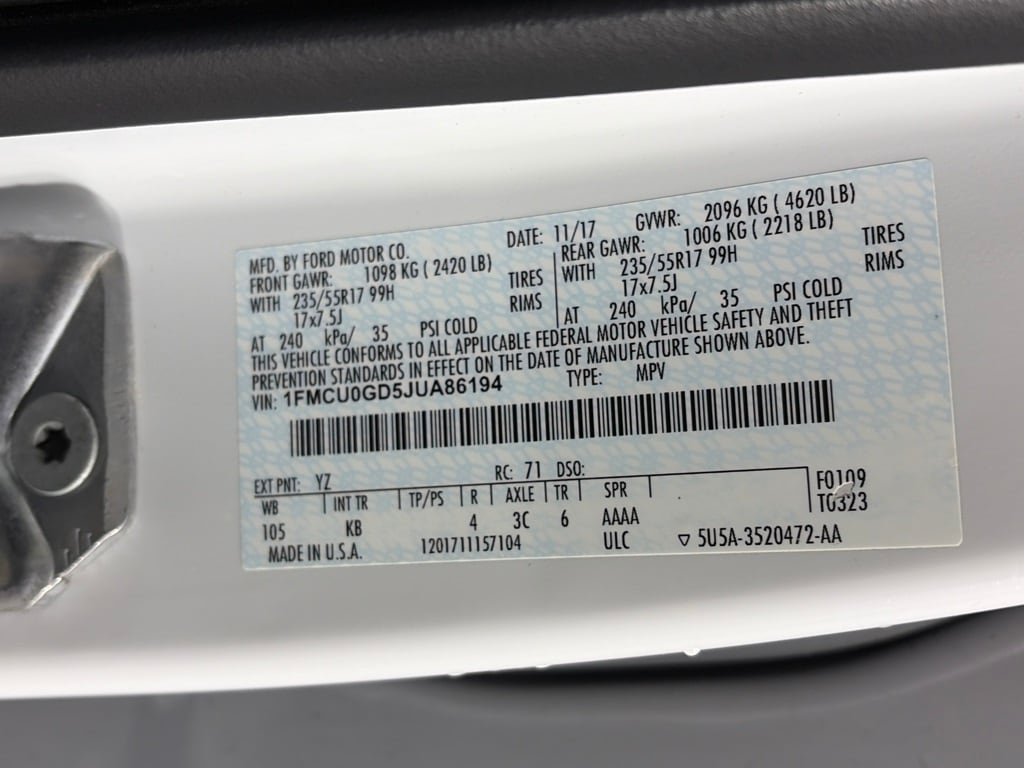 MFD. BY FORD MOTOR CO. DATE: 11/17 GVWR: 2096 KG ( 4620 LB)
FRONT GAWR: 1098 KG ( 2420 LB) REAR GAWR: 1006 KG ( 2218 LB)
WITH 235/55R17 99H TIRES WITH 235/55R17 99H TIRES
17x7.5J RIMS 17x7.5J RIMS
AT 240 kPa/ 35 PSI COLD AT 240 kPa/ 35 PSI COLD
THIS VEHICLE CONFORMS TO ALL APPLICABLE FEDERAL MOTOR VEHICLE SAFETY AND THEFT
PREVENTION STANDARDS IN EFFECT ON THE DATE OF MANUFACTURE SHOWN ABOVE.
VIN: 1FMCU0GD5JUA86194 TYPE: MPV
EXT PNT: YZ RC: 71 DSO:
WB INT TR TP/PS R AXLE TR SPR F0109
105 KB 4 3C 6 AAAA T0323
MADE IN U.S.A. 1201711157104 ULC ▽ 5U5A-3520472-AA